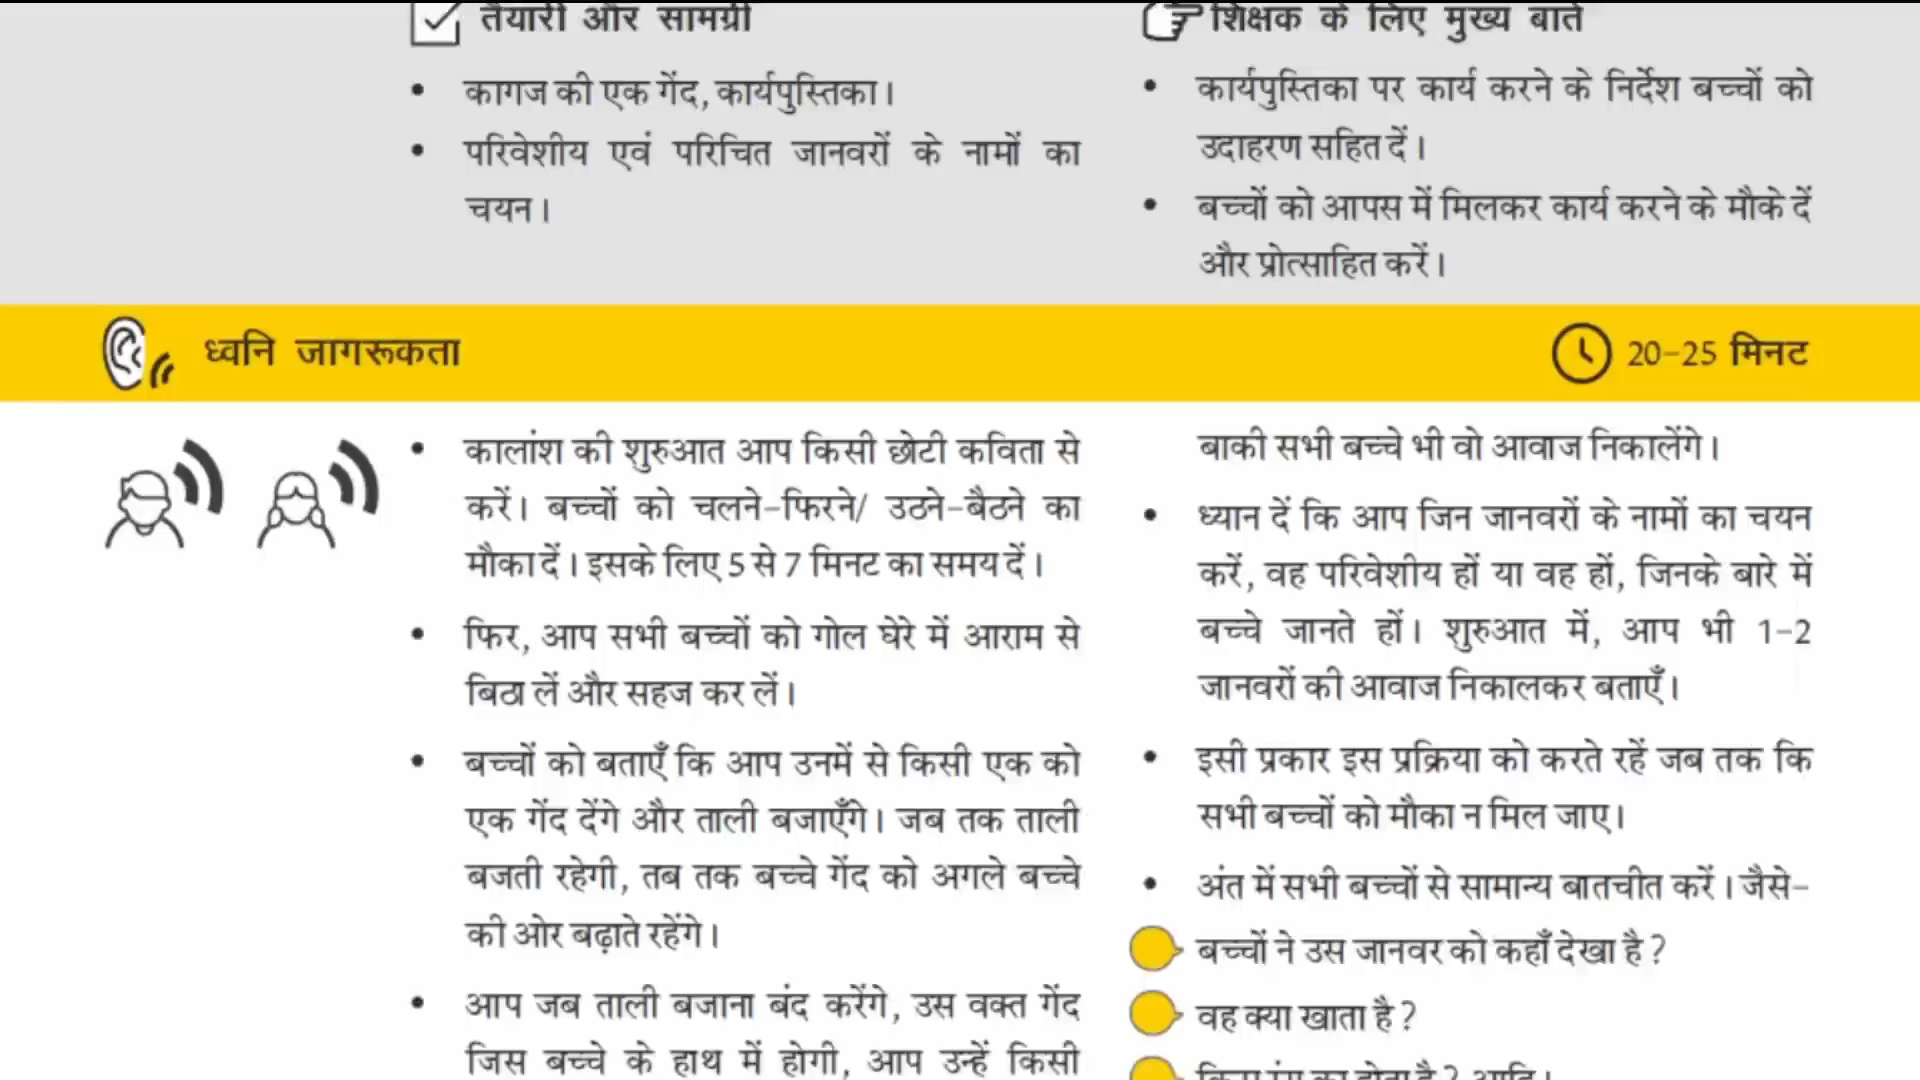 तैयारी और सामग्री
कागज की एक गेंद, कार्यपुस्तिका।
परिवेशीय एवं परिचित जानवरों के नामों का
चयन।
शिक्षक के लिए मुख्य बातें
कार्यपुस्तिका पर कार्य करने के निर्देश बच्चों को
उदाहरण सहित दें।
बच्चों को आपस में मिलकर कार्य करने के मौके दें
और प्रोत्साहित करें।
ध्वनि जागरूकता
20-25 मिनट
कालांश की शुरुआत आप किसी छोटी कविता से
करें। बच्चों को चलने-फिरने/ उठने-बैठने का
मौका दें। इसके लिए 5 से 7 मिनट का समय दें।
फिर, आप सभी बच्चों को गोल घेरे में आराम से
बिठा लें और सहज कर लें।
बच्चों को बताएँ कि आप उनमें से किसी एक को
एक गेंद देंगे और ताली बजाएँगे। जब तक ताली
बजती रहेगी, तब तक बच्चे गेंद को अगले बच्चे
की ओर बढ़ाते रहेंगे।
आप जब ताली बजाना बंद करेंगे, उस वक्त गेंद
जिस बच्चे के हाथ में होगी, आप उन्हें किसी
बाकी सभी बच्चे भी वो आवाज निकालेंगे।
ध्यान दें कि आप जिन जानवरों के नामों का चयन
करें, वह परिवेशीय हों या वह हों, जिनके बारे में
बच्चे जानते हों। शुरुआत में, आप भी 1-2
जानवरों की आवाज निकालकर बताएँ।
इसी प्रकार इस प्रक्रिया को करते रहें जब तक कि
सभी बच्चों को मौका न मिल जाए।
अंत में सभी बच्चों से सामान्य बातचीत करें। जैसे-
बच्चों ने उस जानवर को कहाँ देखा है?
वह क्या खाता है?
किस रंग का होता है? आदि।